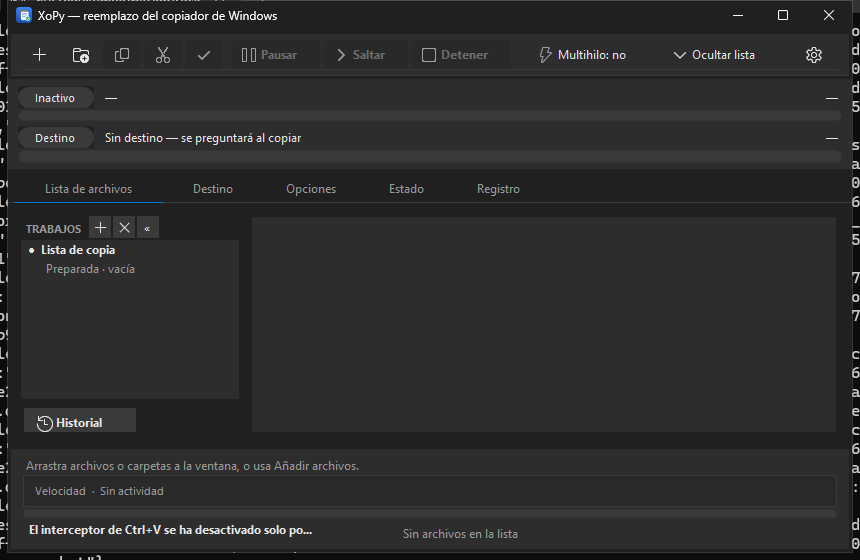 XoPy — reemplazo del copiador de Windows
Pausar
Saltar
Detener
Multihilo: no
Ocultar lista
Inactivo —
—
Destino Sin destino — se preguntará al copiar
—
Lista de archivos
Destino
Opciones
Estado
Registro
TRABAJOS
«
• Lista de copia
Preparada · vacía
Historial
Arrastra archivos o carpetas a la ventana, o usa Añadir archivos.
Velocidad · Sin actividad
El interceptor de Ctrl+V se ha desactivado solo po...
Sin archivos en la lista